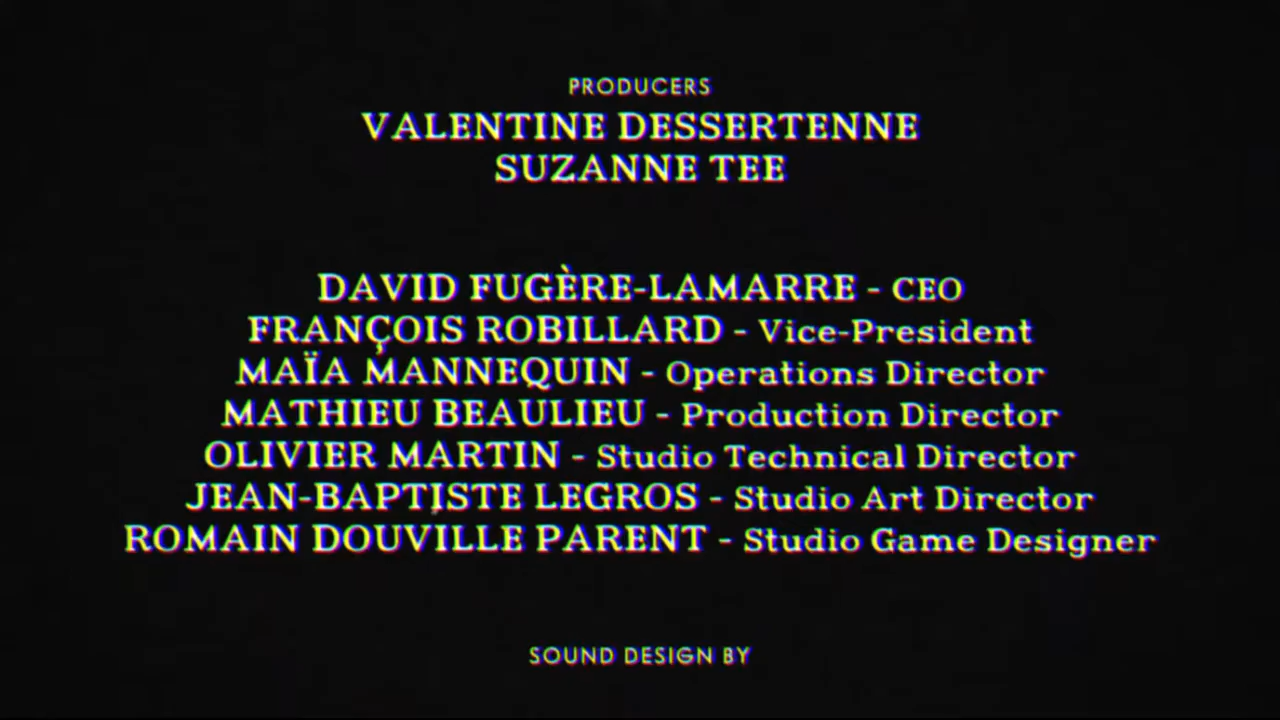 PRODUCERS
VALENTINE DESSERTENNE
SUZANNE TEE
DAVID FUGÈRE-LAMARRE - CEO
FRANÇOIS ROBILLARD - Vice-President
MAÏA MANNEQUIN - Operations Director
MATHIEU BEAULIEU - Production Director
OLIVIER MARTIN - Studio Technical Director
JEAN-BAPTISTE LEGROS - Studio Art Director
ROMAIN DOUVILLE PARENT - Studio Game Designer
SOUND DESIGN BY